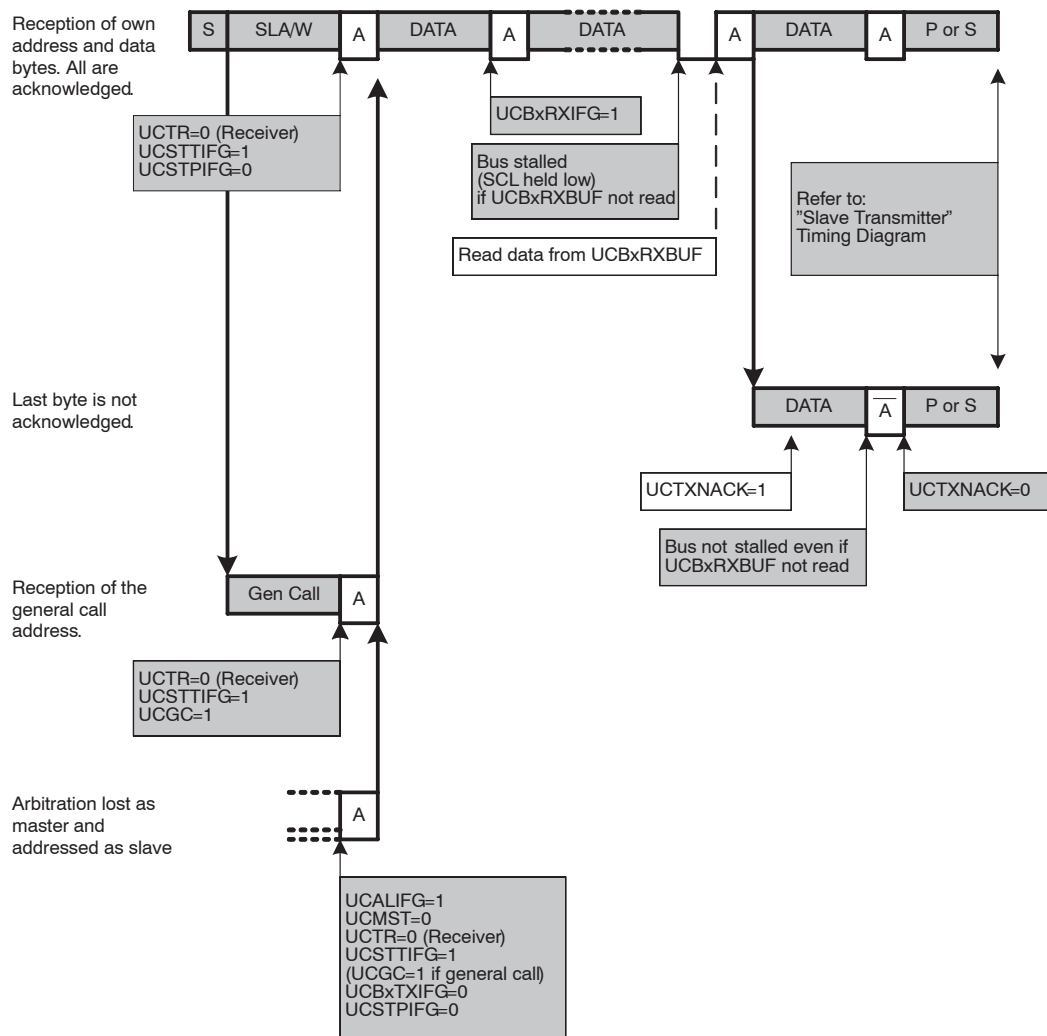 Reception of own
address and data
bytes. All are
acknowledged.
S SLA/W A DATA A DATA A DATA A P or S
UCTR=0 (Receiver)
UCSTTIFG=1
UCSTPIFG=0
UCBxRXIFG=1
Bus stalled
(SCL held low)
if UCBxRXBUF not read
Read data from UCBxRXBUF
Refer to:
”Slave Transmitter”
Timing Diagram
Last byte is not
acknowledged.
DATA A P or S
UCTXNACK=1
UCTXNACK=0
Bus not stalled even if
UCBxRXBUF not read
Reception of the
general call
address.
Gen Call A
UCTR=0 (Receiver)
UCSTTIFG=1
UCGC=1
Arbitration lost as
master and
addressed as slave
A
UCALIFG=1
UCMST=0
UCTR=0 (Receiver)
UCSTTIFG=1
(UCGC=1 if general call)
UCBxTXIFG=0
UCSTPIFG=0